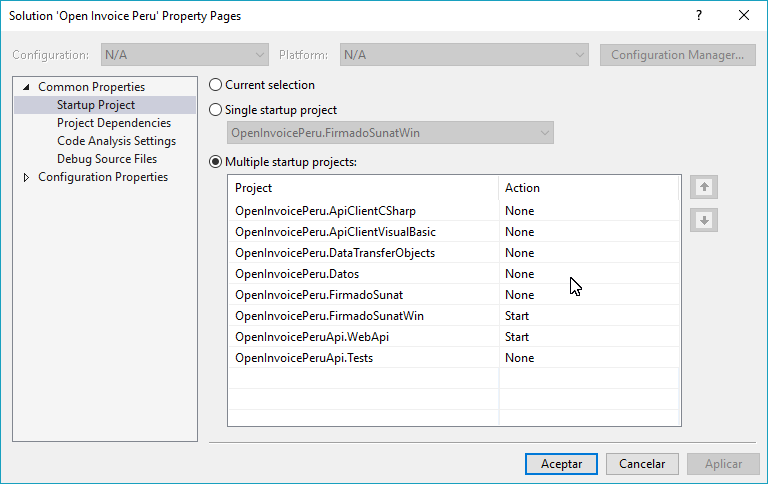 Solution 'Open Invoice Peru' Property Pages
?
Configuration: N/A Platform: N/A Configuration Manager...
Common Properties
Startup Project
Project Dependencies
Code Analysis Settings
Debug Source Files
Configuration Properties
Current selection
Single startup project
OpenInvoicePeru.FirmadoSunatWin
Multiple startup projects:
Project Action
OpenInvoicePeru.ApiClientCSharp None
OpenInvoicePeru.ApiClientVisualBasic None
OpenInvoicePeru.DataTransferObjects None
OpenInvoicePeru.Datos None
OpenInvoicePeru.FirmadoSunat None
OpenInvoicePeru.FirmadoSunatWin Start
OpenInvoicePeruApi.WebApi Start
OpenInvoicePeruApi.Tests None
Aceptar Cancelar Aplicar